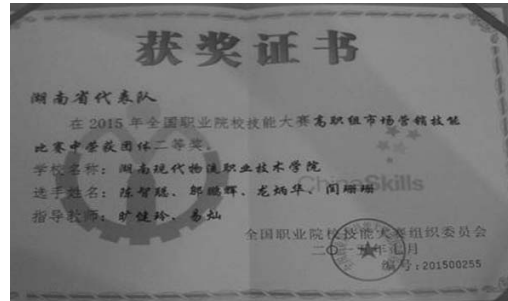 获奖证书
湖南省代表队
在2015年全国职业院校技能大赛高职组市场营销技能
比赛中荣获团体二等奖。
学校名称：湖南现代物流职业技术学院
选手姓名：陈智聪、邬辉、龙炳华、闫珊珊
指导教师：旷健玲、易灿
ChinaSkills
全国职业院校技能大赛组织委员会
二〇一五年七月
编号：201500255